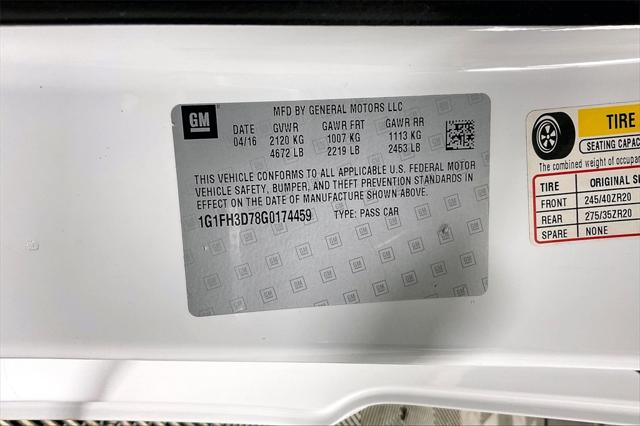 GM
MFD BY GENERAL MOTORS LLC
DATE GVWR GAWR FRT GAWR RR
04/16 2120 KG 1007 KG 1113 KG
4672 LB 2219 LB 2453 LB
THIS VEHICLE CONFORMS TO ALL APPLICABLE U.S. FEDERAL MOTOR
VEHICLE SAFETY, BUMPER, AND THEFT PREVENTION STANDARDS IN
EFFECT ON THE DATE OF MANUFACTURE SHOWN ABOVE.
1G1FH3D78G0174459 TYPE: PASS CAR
TIRE
SEATING CAPAC
The combined weight of occupa
TIRE ORIGINAL S
FRONT 245/40ZR20
REAR 275/35ZR20
SPARE NONE